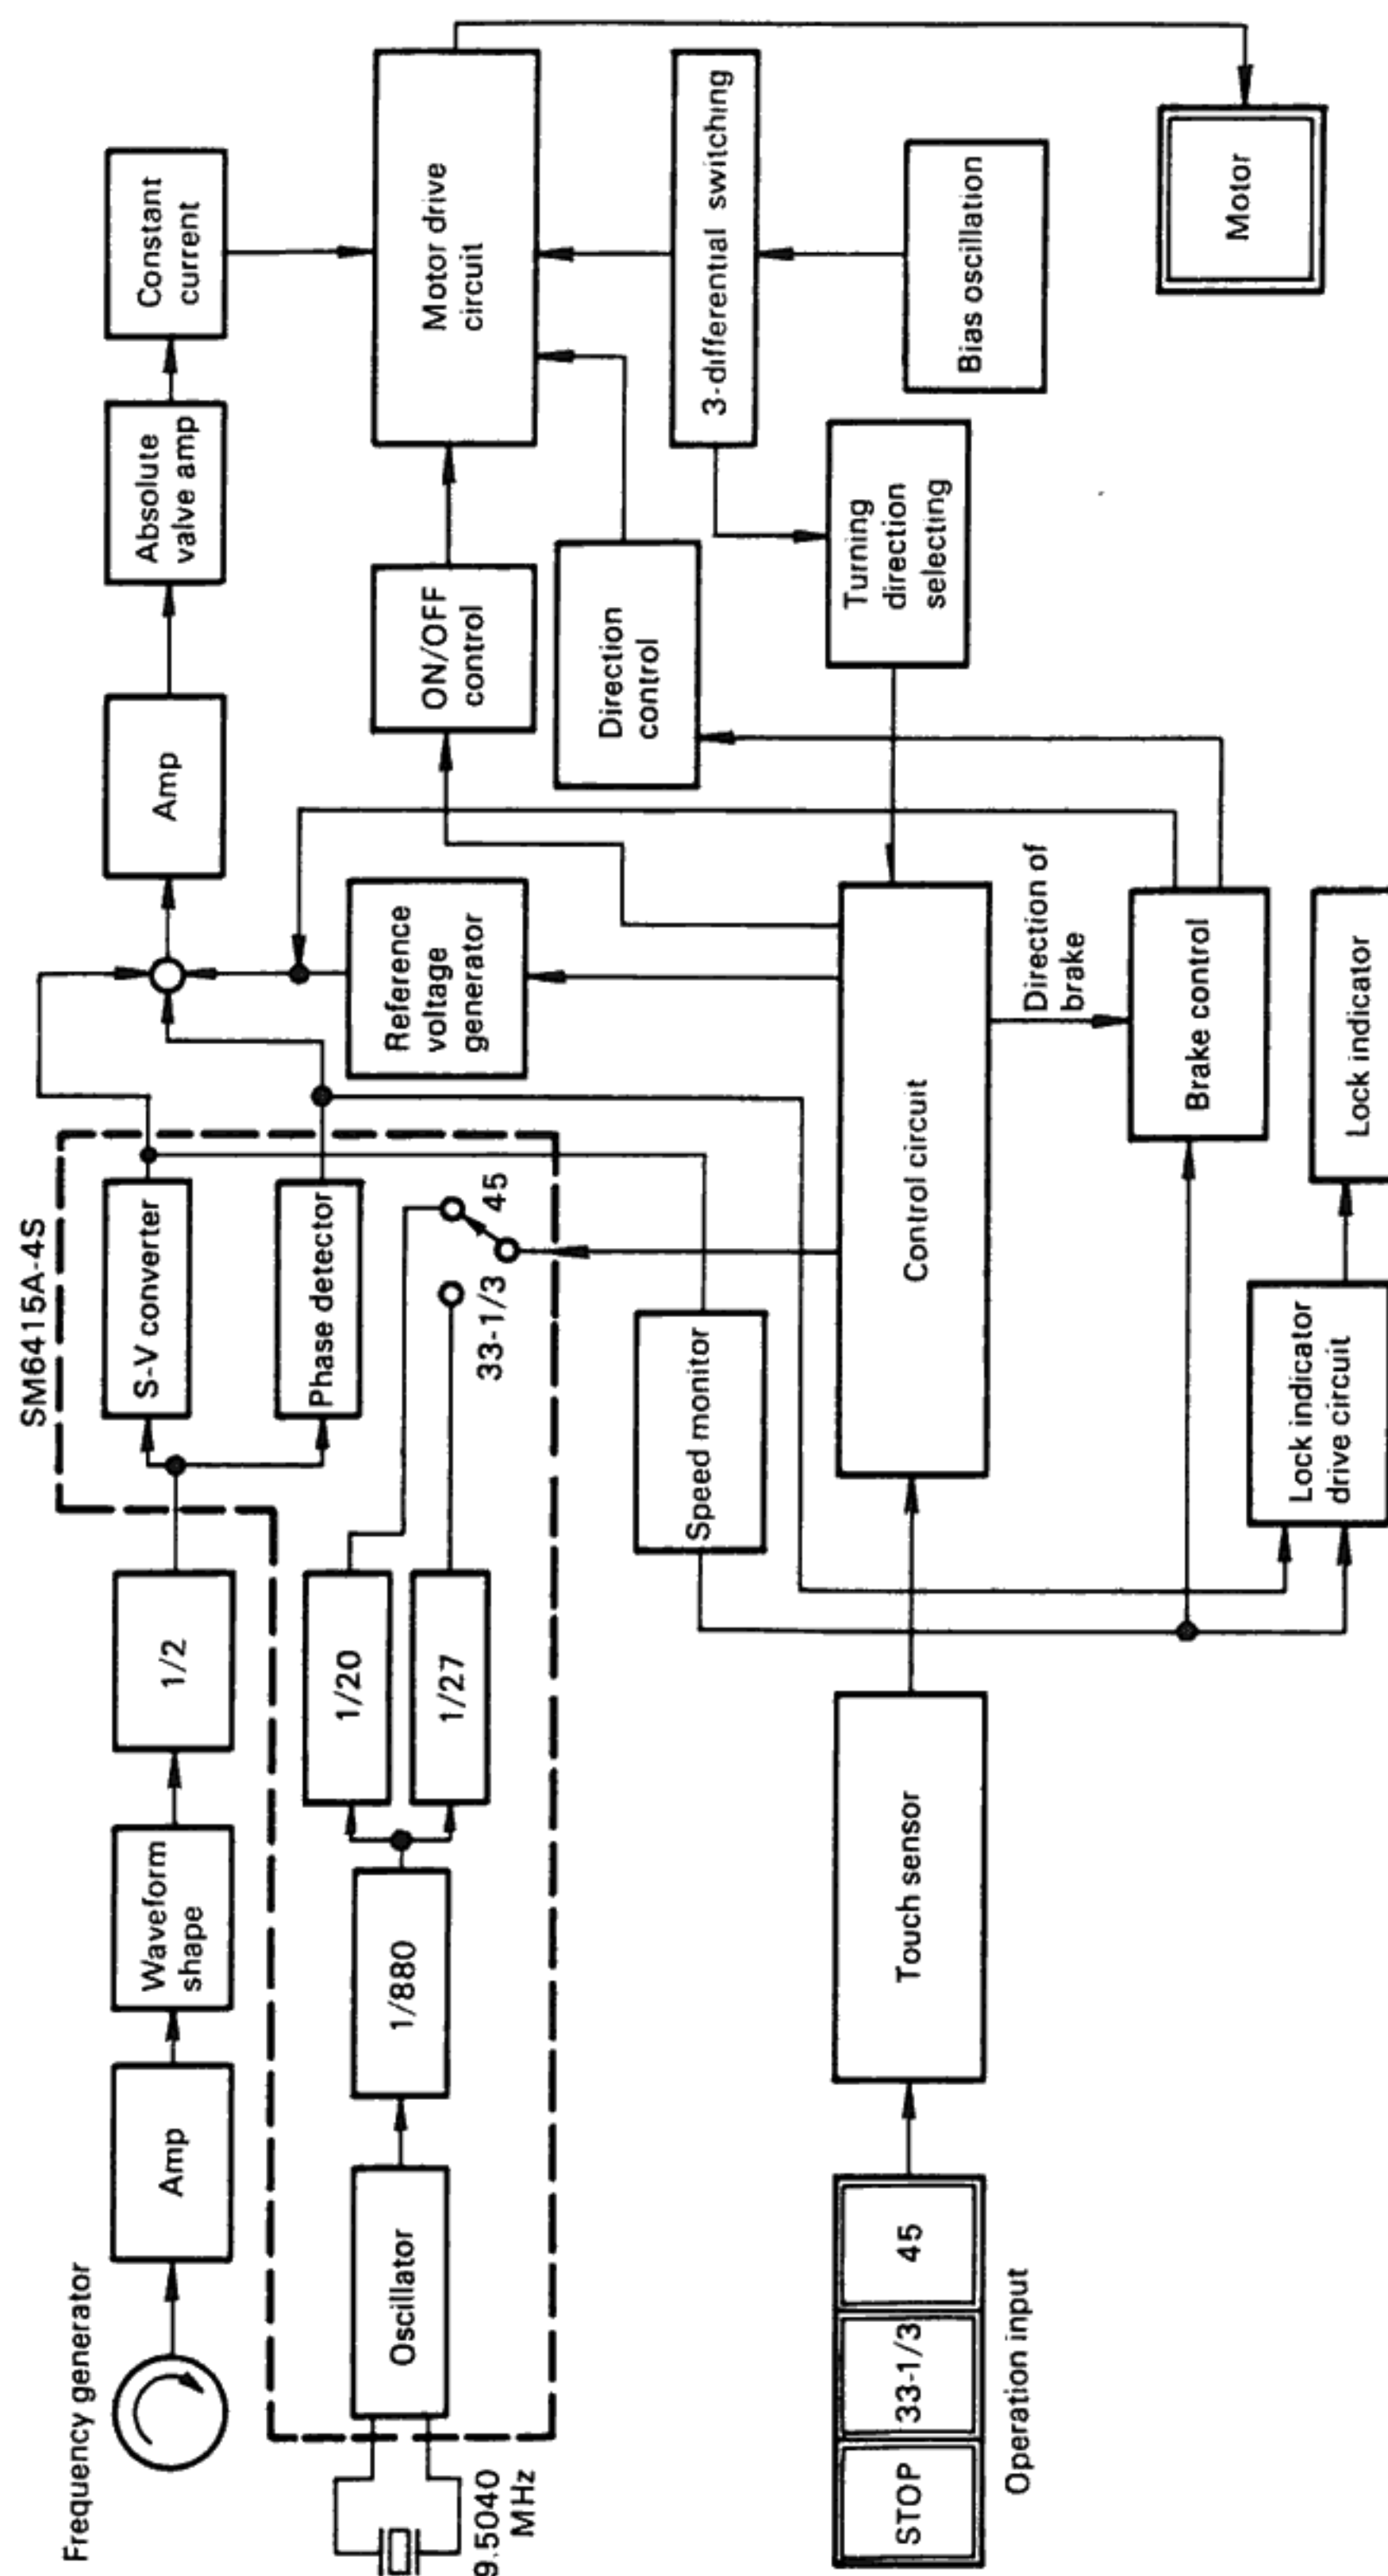 Frequency generator
Amp
Waveform
shape
1/2
SM6415A-4S
S-V converter
Phase detector
Amp
Absolute
valve amp
Constant
current
9.5040
MHz
Oscillator
1/880
1/20
1/27
33-1/3
45
Reference
voltage
generator
ON/OFF
control
Motor drive
circuit
Direction
control
3-differential switching
Speed monitor
Turning
direction
selecting
Bias oscillation
STOP
33-1/3
45
Operation input
Touch sensor
Control circuit
Direction of
brake
Brake control
Motor
Lock indicator
drive circuit
Lock indicator